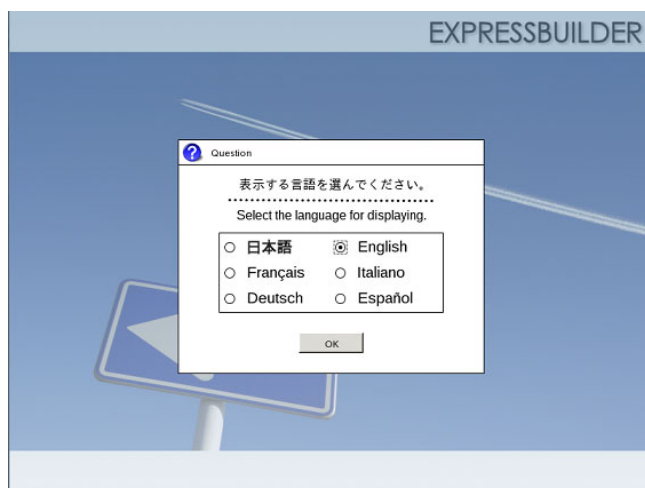 EXPRESSBUILDER
Question
表示する言語を選んでください。
Select the language for displaying.
日本語 English
Français Italiano
Deutsch Español
OK